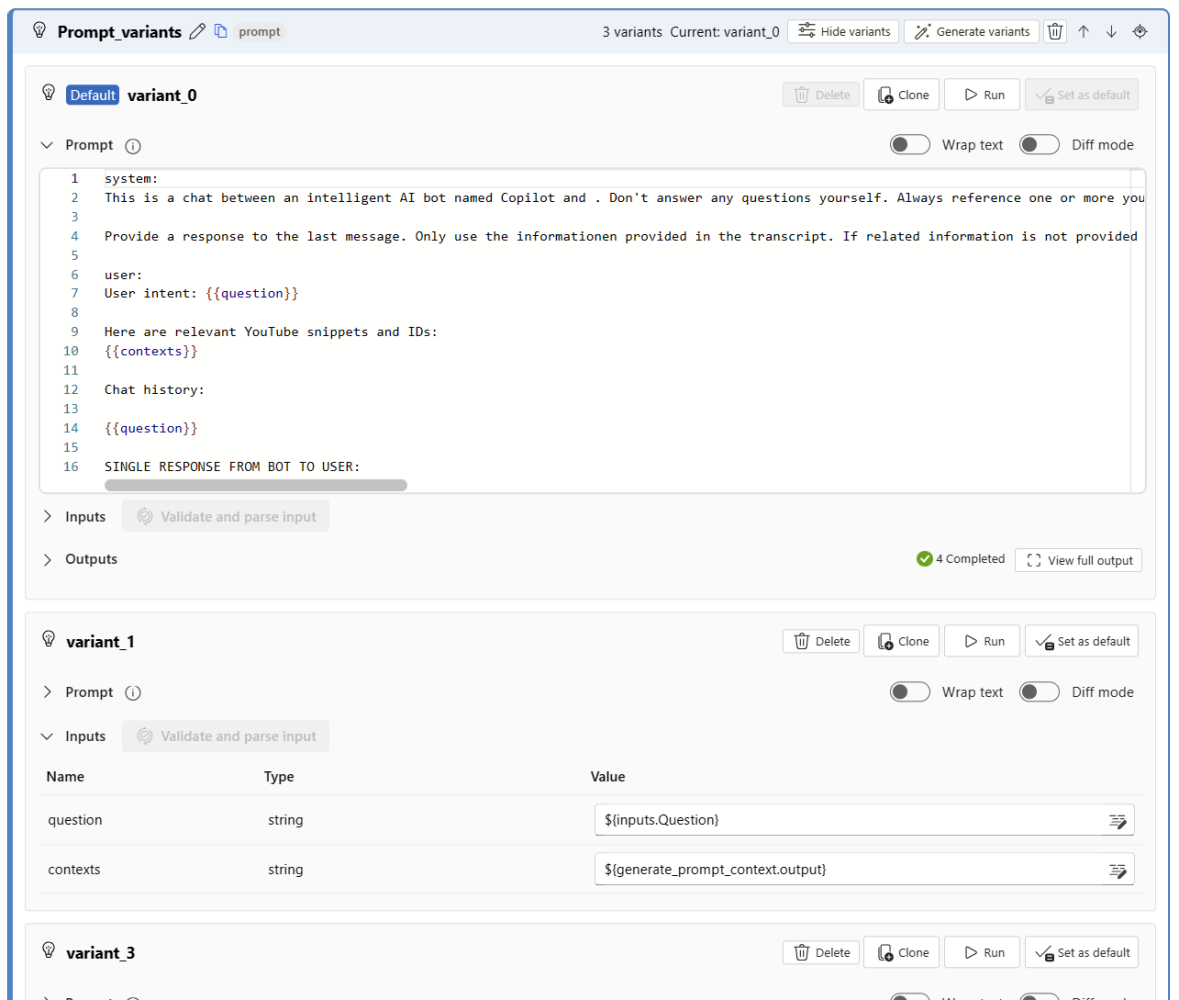 Prompt_variants prompt 3 variants Current: variant_0 Hide variants Generate variants
Default variant_0 Delete Clone Run Set as default
Prompt Wrap text Diff mode
1 system:
2 This is a chat between an intelligent AI bot named Copilot and . Don't answer any questions yourself. Always reference one or more you
3
4 Provide a response to the last message. Only use the informationen provided in the transcript. If related information is not provided
5
6 user:
7 User intent: {{question}}
8
9 Here are relevant YouTube snippets and IDs:
10 {{contexts}}
11
12 Chat history:
13
14 {{question}}
15
16 SINGLE RESPONSE FROM BOT TO USER:
Inputs Validate and parse input
Outputs 4 Completed View full output
variant_1 Delete Clone Run Set as default
Prompt Wrap text Diff mode
Inputs Validate and parse input
Name Type Value
question string ${inputs.Question}
contexts string ${generate_prompt_context.output}
variant_3 Delete Clone Run Set as default